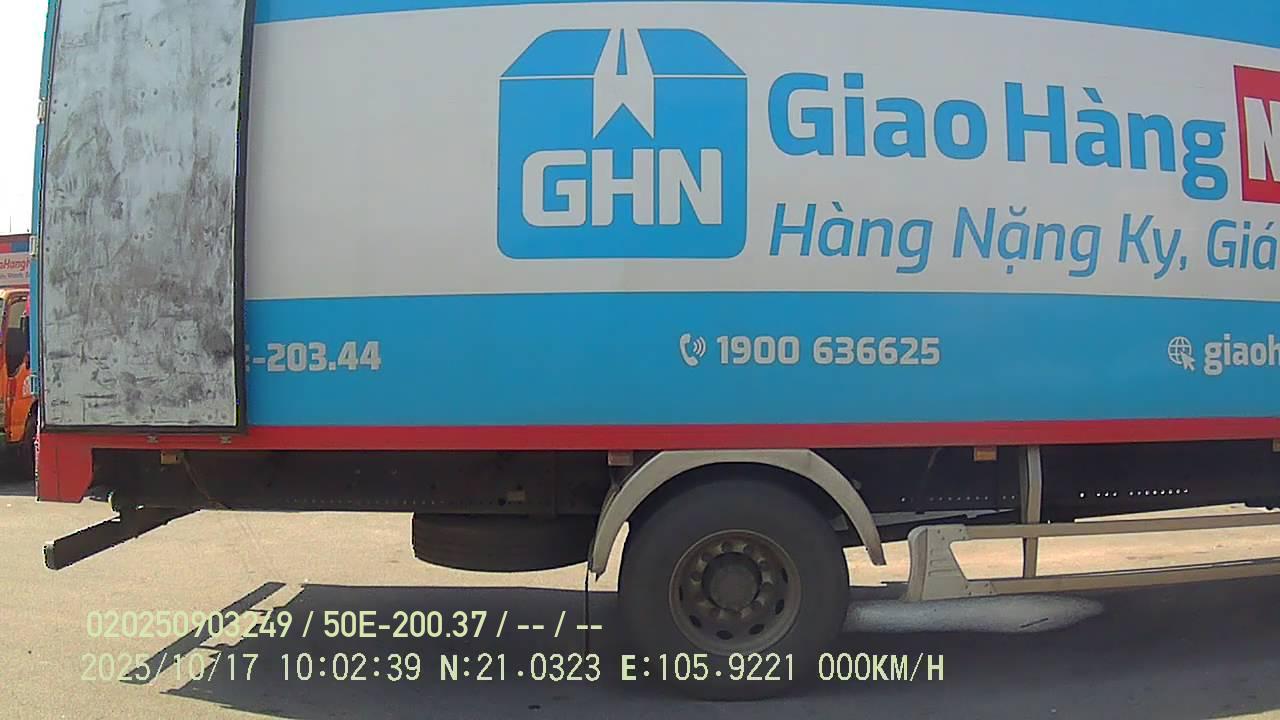 GHN
Giao Hàng N
Hàng Nặng Ký, Giá
-203.44
1900 636625
giaoh
020250903249 / 50E-200.37 / -- / --
2025/10/17 10:02:39 N:21.0323 E:105.9221 000KM/H